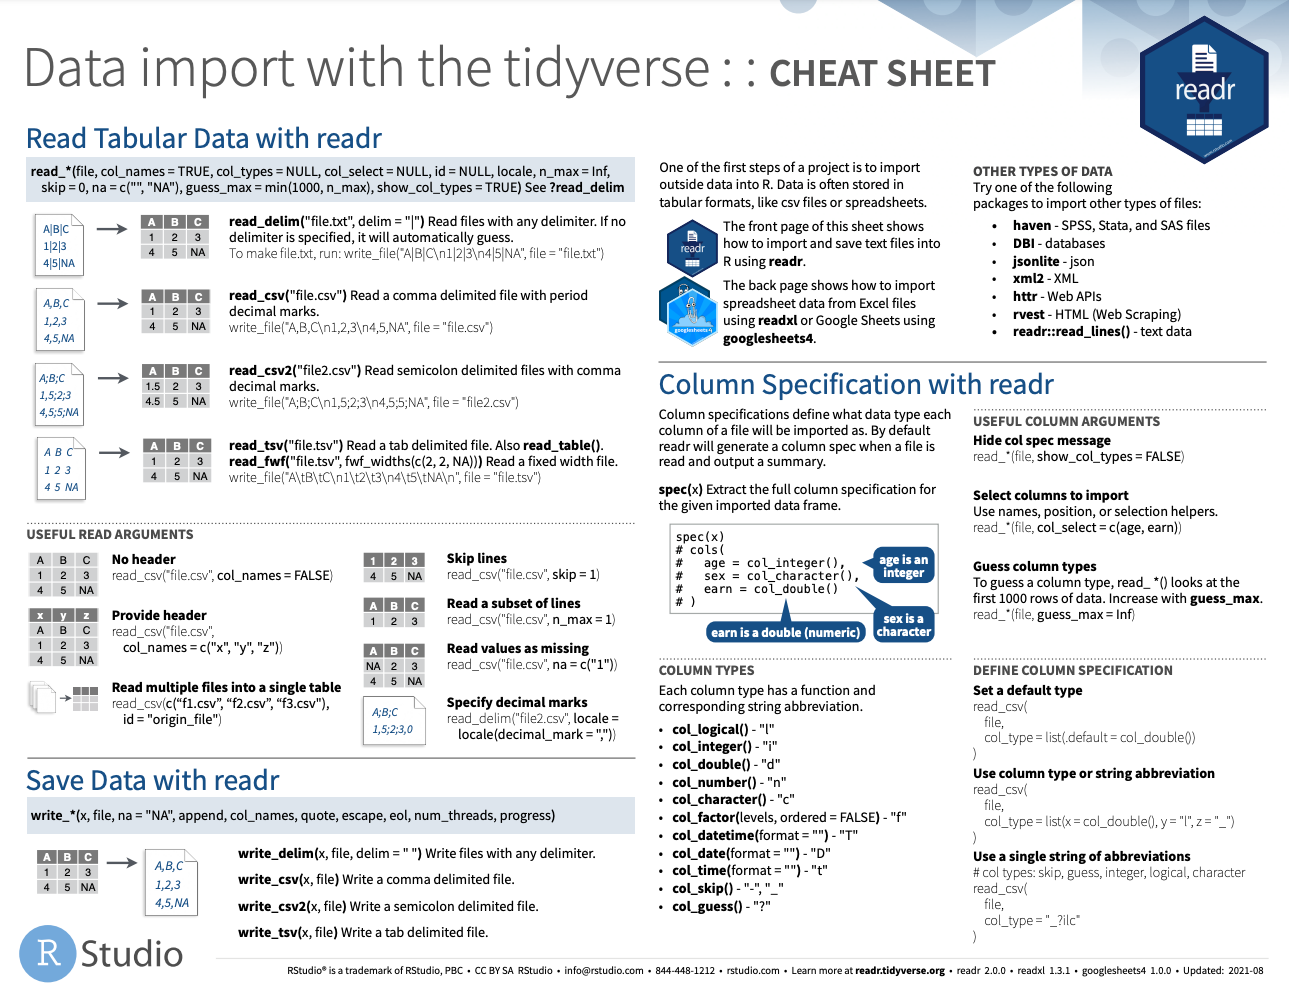 Data import with the tidyverse : : CHEAT SHEET
readr
Read Tabular Data with readr
read_*(file, col_names = TRUE, col_types = NULL, col_select = NULL, id = NULL, locale, n_max = Inf,
skip = 0, na = c("", "NA"), guess_max = min(1000, n_max), show_col_types = TRUE) See ?read_delim
A|B|C
1|2|3
4|5|NA
A B C
1 2 3
4 5 NA
read_delim("file.txt", delim = "|") Read files with any delimiter. If no
delimiter is specified, it will automatically guess.
To make file.txt, run: write_file("A|B|C\n1|2|3\n4|5|NA", file = "file.txt")
A,B,C
1,2,3
4,5,NA
A B C
1 2 3
4 5 NA
read_csv("file.csv") Read a comma delimited file with period
decimal marks.
write_file("A,B,C\n1,2,3\n4,5,NA", file = "file.csv")
A;B;C
1,5;2;3
4,5;5;NA
A B C
1.5 2 3
4.5 5 NA
read_csv2("file2.csv") Read semicolon delimited files with comma
decimal marks.
write_file("A;B;C\n1,5;2;3\n4,5;5;NA", file = "file2.csv")
A B C
1 2 3
4 5 NA
A B C
1 2 3
4 5 NA
read_tsv("file.tsv") Read a tab delimited file. Also read_table().
read_fwf("file.tsv", fwf_widths(c(2, 2, NA))) Read a fixed width file.
write_file("A\tB\tC\n1\t2\t3\n4\t5\tNA\n", file = "file.tsv")
USEFUL READ ARGUMENTS
A B C
1 2 3
4 5 NA
No header
read_csv("file.csv", col_names = FALSE)
x y z
A B C
1 2 3
4 5 NA
Provide header
read_csv("file.csv",
col_names = c("x", "y", "z"))
Read multiple files into a single table
read_csv(c(“f1.csv”, “f2.csv”, “f3.csv”),
id = "origin_file")
1 2 3
4 5 NA
Skip lines
read_csv("file.csv", skip = 1)
A B C
1 2 3
Read a subset of lines
read_csv("file.csv", n_max = 1)
A B C
NA 2 3
4 5 NA
Read values as missing
read_csv("file.csv", na = c("1"))
A;B;C
1,5;2;3,0
Specify decimal marks
read_delim("file2.csv", locale =
locale(decimal_mark = ","))
Save Data with readr
write_*(x, file, na = "NA", append, col_names, quote, escape, eol, num_threads, progress)
A B C
1 2 3
4 5 NA
A,B,C
1,2,3
4,5,NA
write_delim(x, file, delim = " ") Write files with any delimiter.
write_csv(x, file) Write a comma delimited file.
write_csv2(x, file) Write a semicolon delimited file.
write_tsv(x, file) Write a tab delimited file.
One of the first steps of a project is to import
outside data into R. Data is often stored in
tabular formats, like csv files or spreadsheets.
readr
The front page of this sheet shows
how to import and save text files into
R using readr.
googlesheets4
The back page shows how to import
spreadsheet data from Excel files
using readxl or Google Sheets using
googlesheets4.
OTHER TYPES OF DATA
Try one of the following
packages to import other types of files:
• haven - SPSS, Stata, and SAS files
• DBI - databases
• jsonlite - json
• xml2 - XML
• httr - Web APIs
• rvest - HTML (Web Scraping)
• readr::read_lines() - text data
Column Specification with readr
Column specifications define what data type each
column of a file will be imported as. By default
readr will generate a column spec when a file is
read and output a summary.
spec(x) Extract the full column specification for
the given imported data frame.
spec(x)
# cols(
#   age = col_integer(),
#   sex = col_character(),
#   earn = col_double()
# )
age is an
integer
sex is a
character
earn is a double (numeric)
USEFUL COLUMN ARGUMENTS
Hide col spec message
read_*(file, show_col_types = FALSE)
Select columns to import
Use names, position, or selection helpers.
read_*(file, col_select = c(age, earn))
Guess column types
To guess a column type, read_ *() looks at the
first 1000 rows of data. Increase with guess_max.
read_*(file, guess_max = Inf)
COLUMN TYPES
Each column type has a function and
corresponding string abbreviation.
• col_logical() - "l"
• col_integer() - "i"
• col_double() - "d"
• col_number() - "n"
• col_character() - "c"
• col_factor(levels, ordered = FALSE) - "f"
• col_datetime(format = "") - "T"
• col_date(format = "") - "D"
• col_time(format = "") - "t"
• col_skip() - "-", "_"
• col_guess() - "?"
DEFINE COLUMN SPECIFICATION
Set a default type
read_csv(
file,
col_type = list(.default = col_double())
)
Use column type or string abbreviation
read_csv(
file,
col_type = list(x = col_double(), y = "l", z = "_")
)
Use a single string of abbreviations
# col types: skip, guess, integer, logical, character
read_csv(
file,
col_type = "_?ilc"
)
R Studio
RStudio® is a trademark of RStudio, PBC • CC BY SA RStudio • info@rstudio.com • 844-448-1212 • rstudio.com • Learn more at readr.tidyverse.org • readr 2.0.0 • readxl 1.3.1 • googlesheets4 1.0.0 • Updated: 2021-08